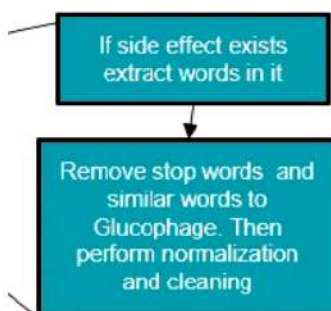 If side effect exists
extract words in it
Remove stop words and
similar words to
Glucophage. Then
perform normalization
and cleaning